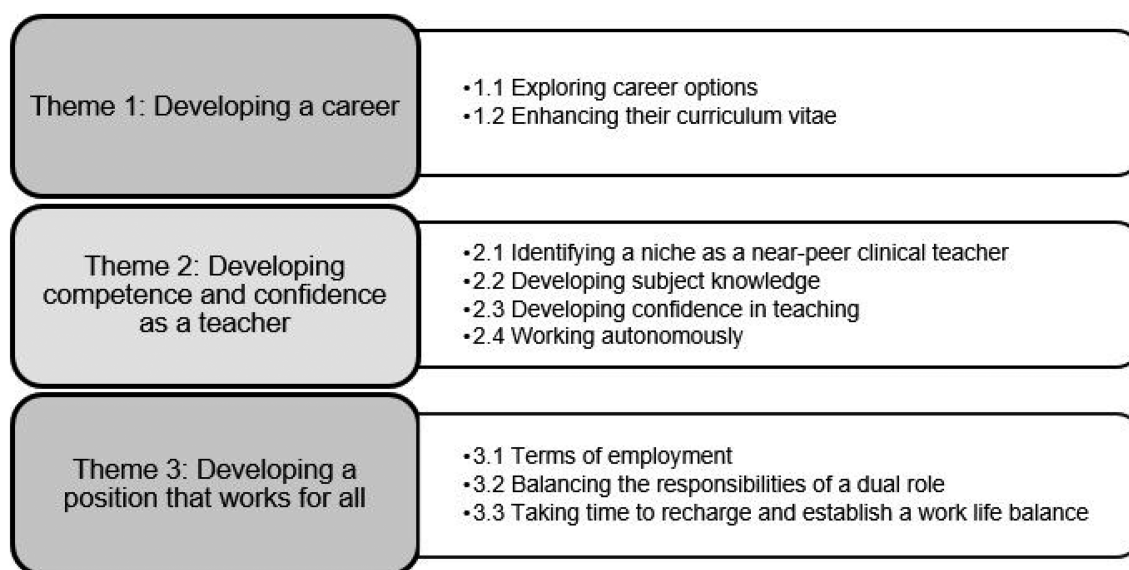 Theme 1: Developing a career
•1.1 Exploring career options
•1.2 Enhancing their curriculum vitae
Theme 2: Developing
competence and confidence
as a teacher
•2.1 Identifying a niche as a near-peer clinical teacher
•2.2 Developing subject knowledge
•2.3 Developing confidence in teaching
•2.4 Working autonomously
Theme 3: Developing a
position that works for all
•3.1 Terms of employment
•3.2 Balancing the responsibilities of a dual role
•3.3 Taking time to recharge and establish a work life balance